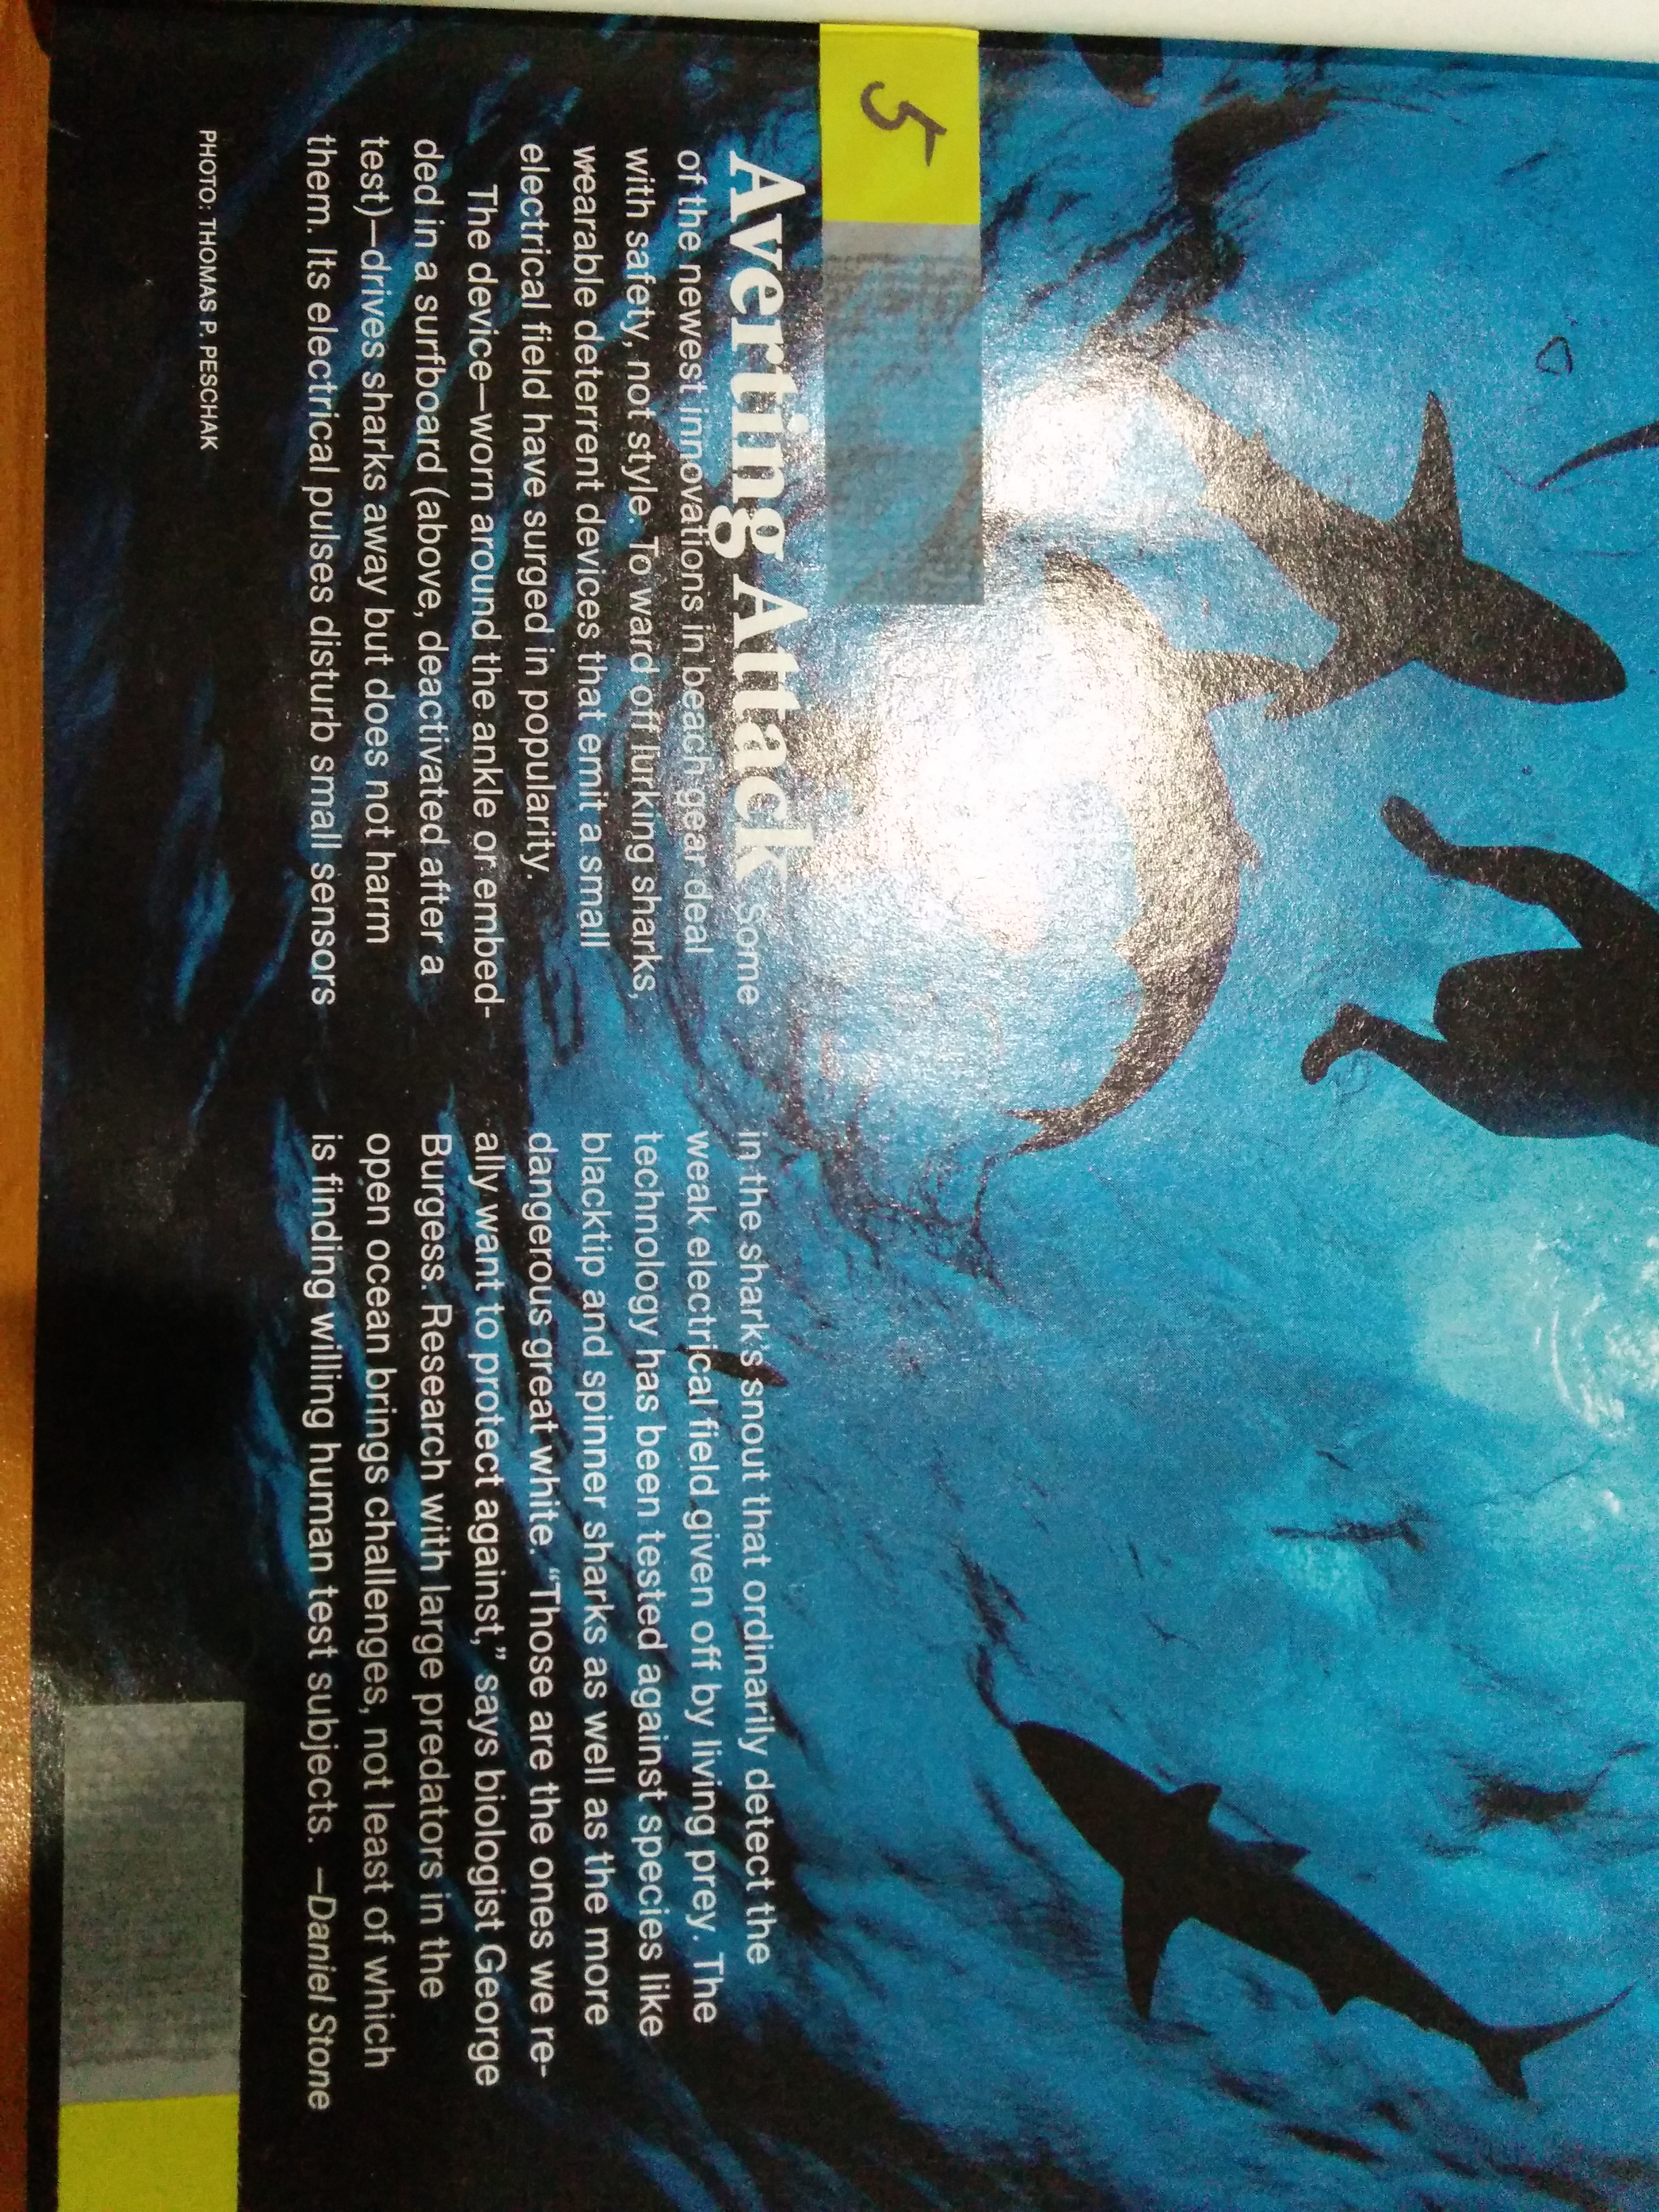 5
Averting Attack Some
of the newest innovations in beach gear deal
with safety, not style. To ward off lurking sharks,
wearable deterrent devices that emit a small
electrical field have surged in popularity.
The device—worn around the ankle or embed-
ded in a surfboard (above, deactivated after a
test)—drives sharks away but does not harm
them. Its electrical pulses disturb small sensors
in the shark's snout that ordinarily detect the
weak electrical field given off by living prey. The
technology has been tested against species like
blacktip and spinner sharks as well as the more
dangerous great white. “Those are the ones we re-
ally want to protect against,” says biologist George
Burgess. Research with large predators in the
open ocean brings challenges, not least of which
is finding willing human test subjects. —Daniel Stone
PHOTO: THOMAS P. PESCHAK